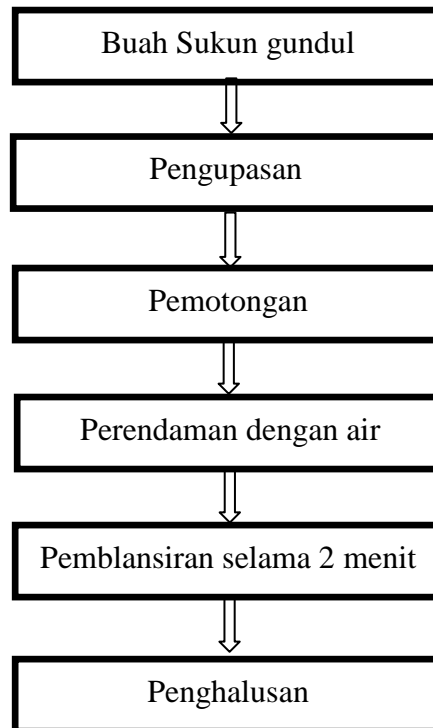 Buah Sukun gundul
Pengupasan
Pemotongan
Perendaman dengan air
Pemblansiran selama 2 menit
Penghalusan